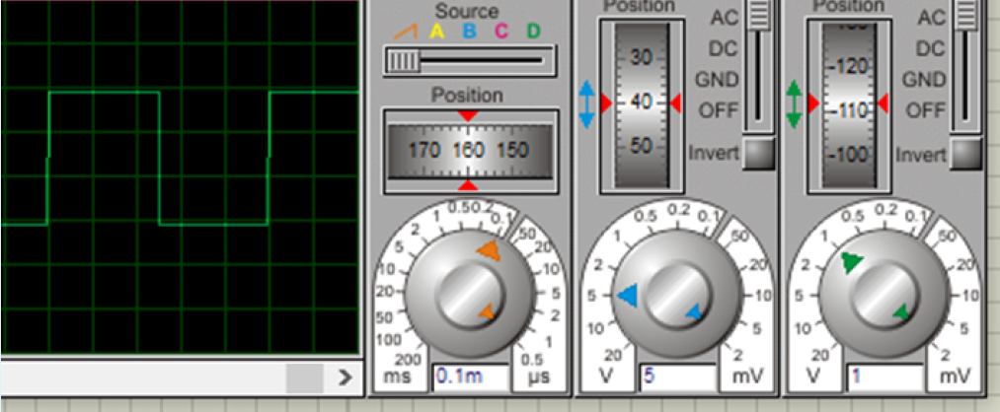 Source
A B C D
Position
170 160 150
0.5 0.2
1 0.1
2 50
5 20
10 10
20 5
50 2
100 1
200 0.5
ms 0.1m µs
Position
AC
DC
GND
OFF
Invert
30
40
50
0.5 0.2 0.1
1 50
2 20
5 10
10 5
20 2
V 5 mV
Position
AC
DC
GND
OFF
Invert
-120
-110
-100
0.5 0.2 0.1
1 50
2 20
5 10
10 5
20 2
V 1 mV